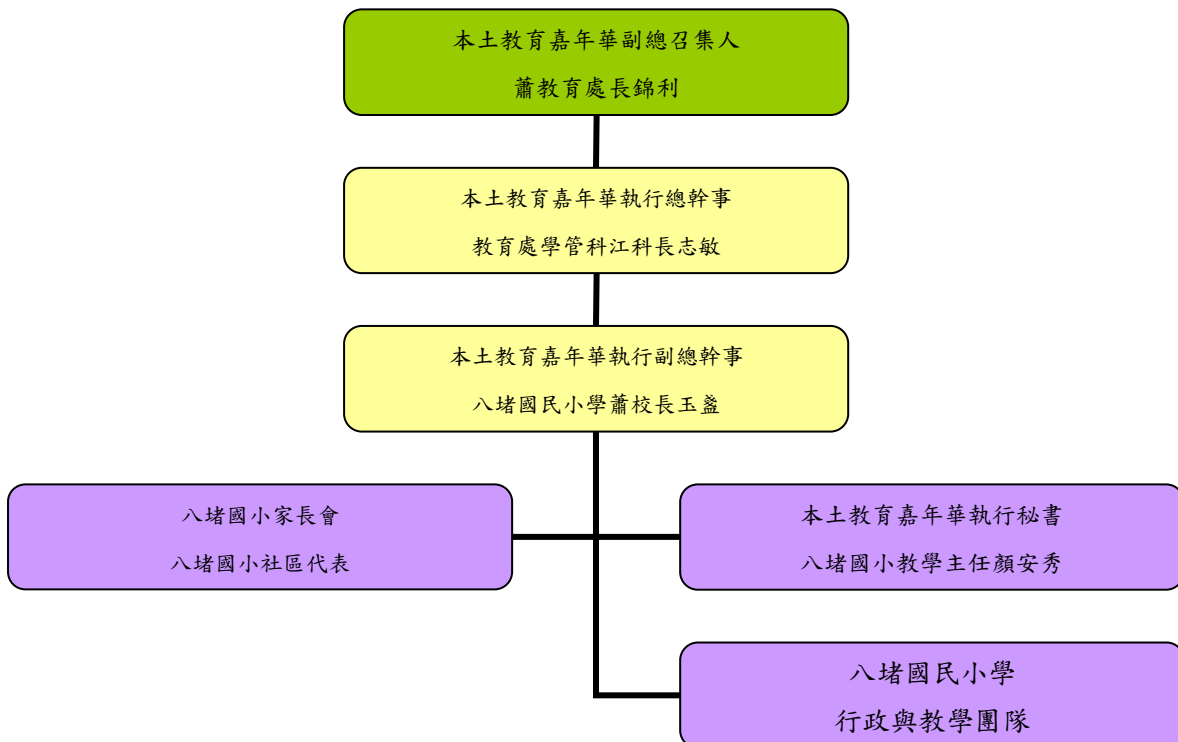 本土教育嘉年華副總召集人
蕭教育處長錦利
本土教育嘉年華執行總幹事
教育處學管科江科長志敏
本土教育嘉年華執行副總幹事
八堵國民小學蕭校長玉盞
八堵國小家長會
八堵國小社區代表
本土教育嘉年華執行秘書
八堵國小教學主任顏安秀
八堵國民小學
行政與教學團隊